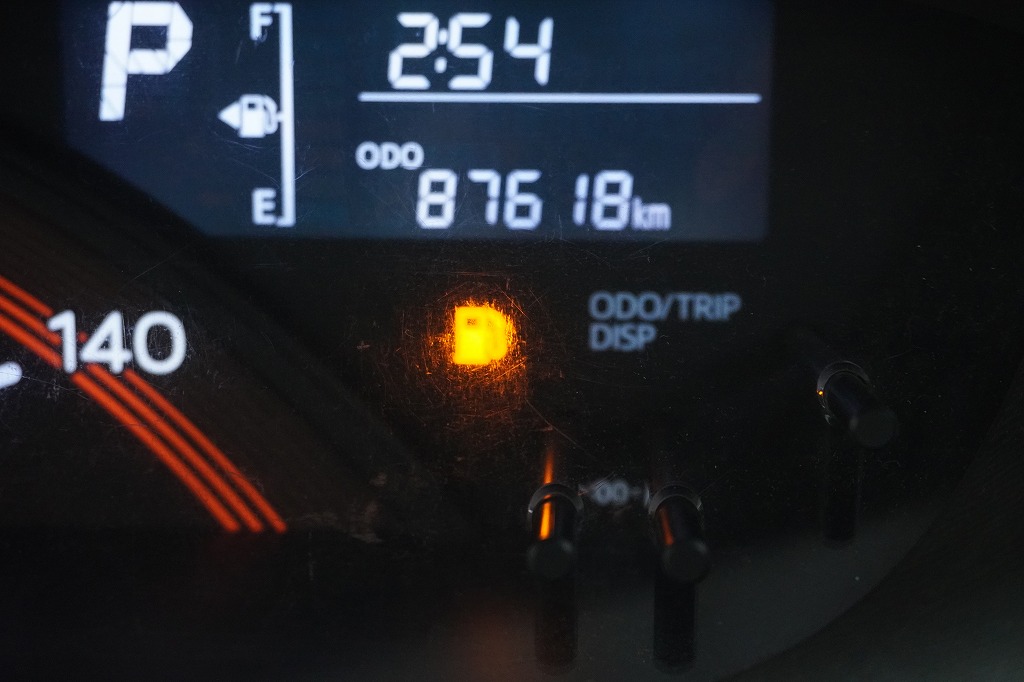 P
F
2:54
ODO
87618km
E
140
ODO/TRIP
DISP